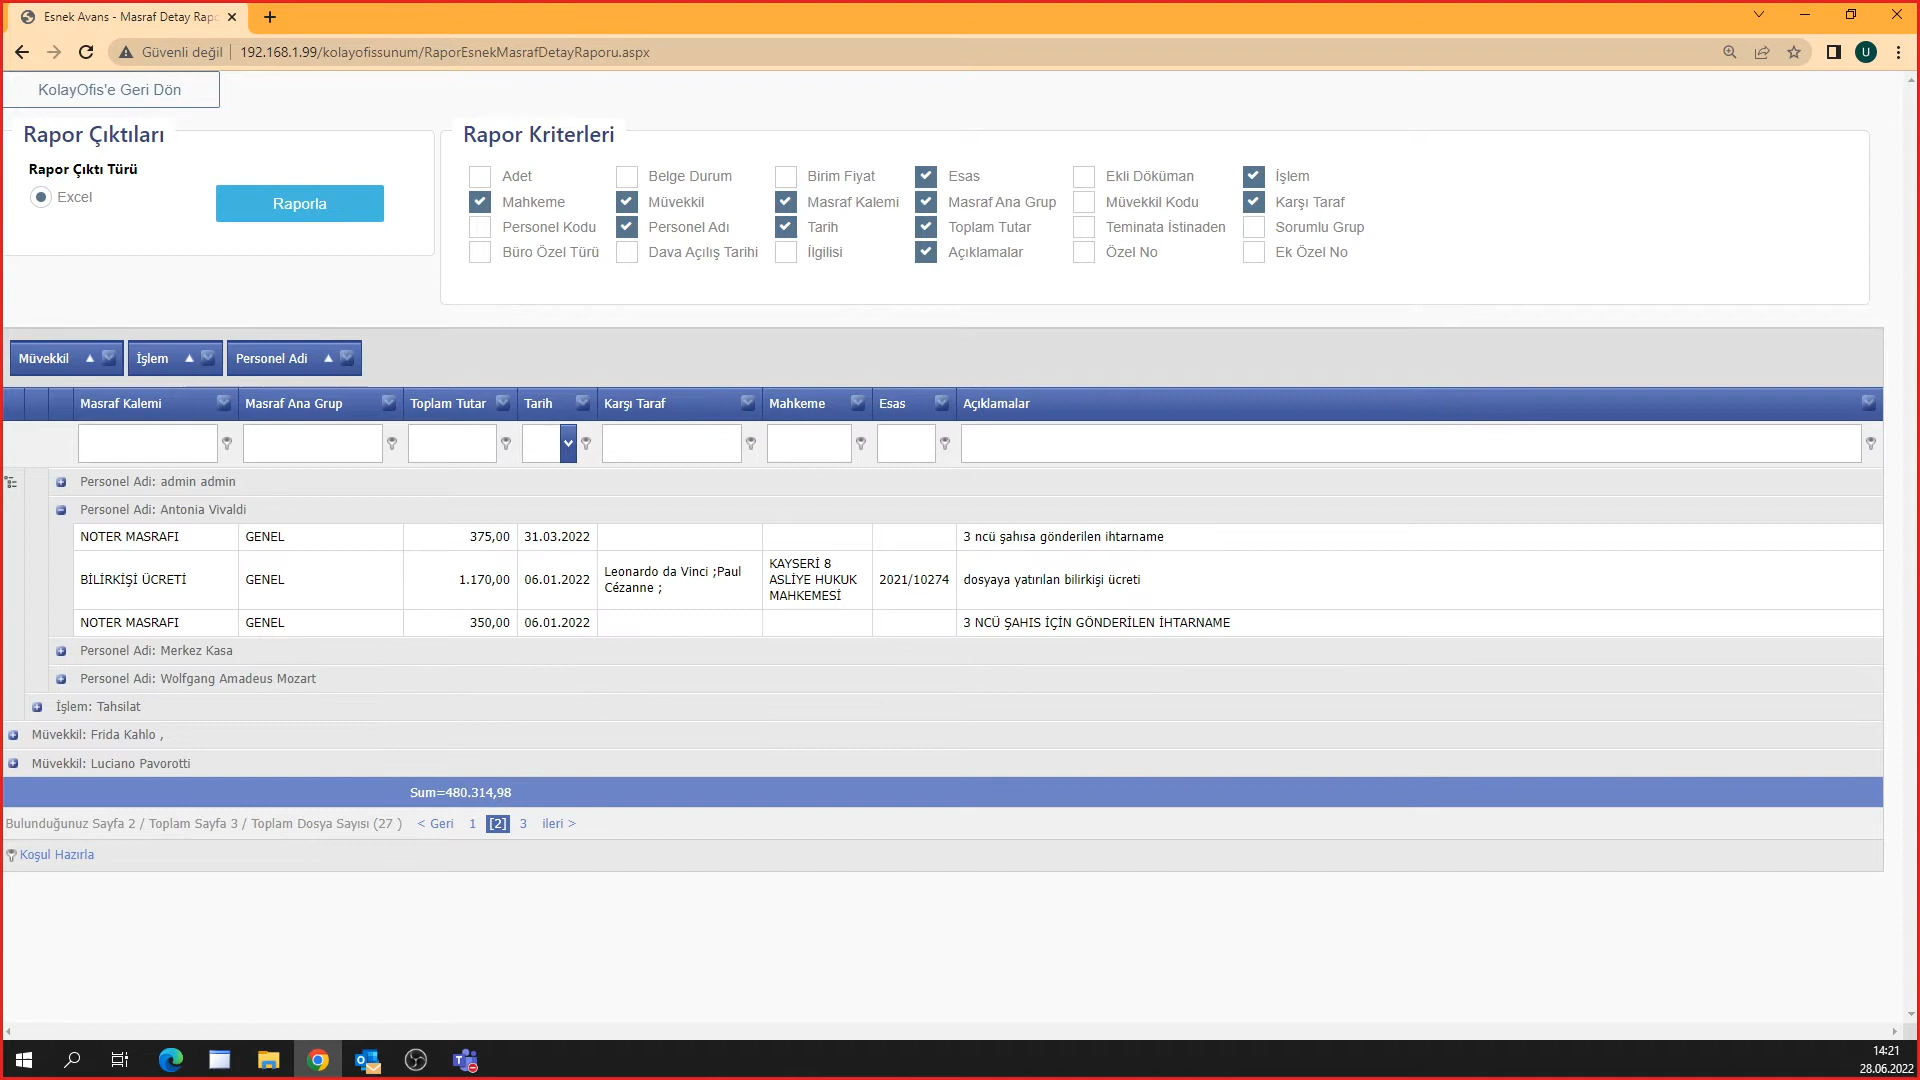 Esnek Avans - Masraf Detay Rapo
Güvenli değil
192.168.1.99/kolayofissunum/RaporEsnekMasrafDetayRaporu.aspx
U
KolayOfis'e Geri Dön
Rapor Çıktıları
Rapor Çıktı Türü
Excel
Raporla
Rapor Kriterleri
Adet Belge Durum Birim Fiyat Esas Ekli Döküman İşlem
Mahkeme Müvekkil Masraf Kalemi Masraf Ana Grup Müvekkil Kodu Karşı Taraf
Personel Kodu Personel Adı Tarih Toplam Tutar Teminata İstinaden Sorumlu Grup
Büro Özel Türü Dava Açılış Tarihi İlgilisi Açıklamalar Özel No Ek Özel No
Müvekkil İşlem Personel Adi
Masraf Kalemi Masraf Ana Grup Toplam Tutar Tarih Karşı Taraf Mahkeme Esas Açıklamalar
Personel Adi: admin admin
Personel Adi: Antonia Vivaldi
NOTER MASRAFI GENEL 375,00 31.03.2022 3 ncü şahısa gönderilen ihtarname
BİLİRKİŞİ ÜCRETİ GENEL 1.170,00 06.01.2022
Leonardo da Vinci ;Paul
Cézanne ;
KAYSERİ 8
ASLİYE HUKUK
MAHKEMESİ
2021/10274 dosyaya yatırılan bilirkişi ücreti
NOTER MASRAFI GENEL 350,00 06.01.2022 3 NCÜ ŞAHIS İÇİN GÖNDERİLEN İHTARNAME
Personel Adi: Merkez Kasa
Personel Adi: Wolfgang Amadeus Mozart
İşlem: Tahsilat
Müvekkil: Frida Kahlo ,
Müvekkil: Luciano Pavorotti
Sum=480.314,98
Bulunduğunuz Sayfa 2 / Toplam Sayfa 3 / Toplam Dosya Sayısı (27 ) < Geri 1 [2] 3 ileri >
Koşul Hazırla
14:21
28.06.2022